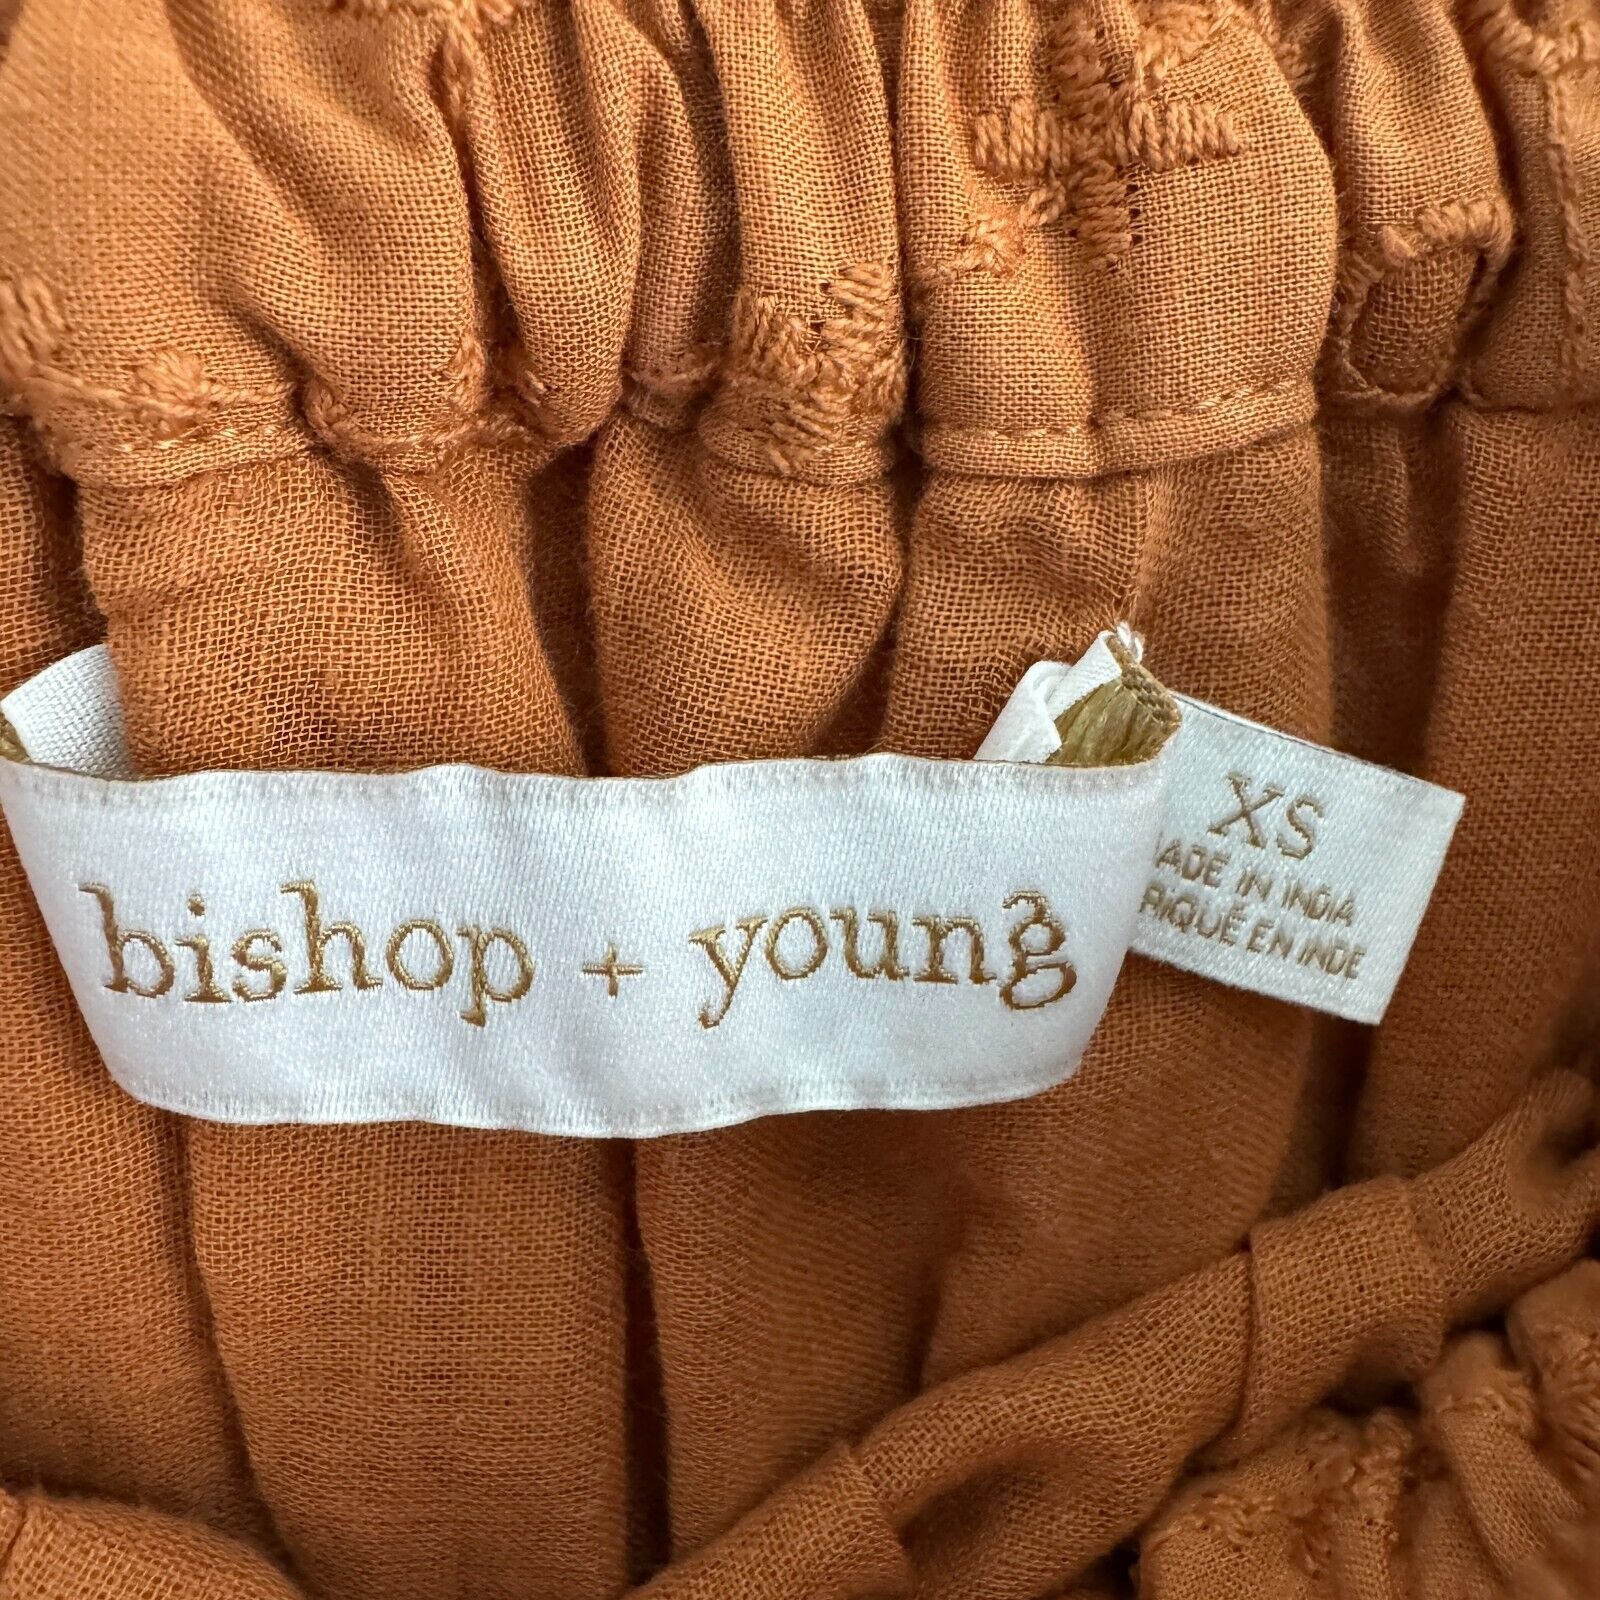 bishop + young
XS
ADE IN INDIA
RIQUÉ EN INDE